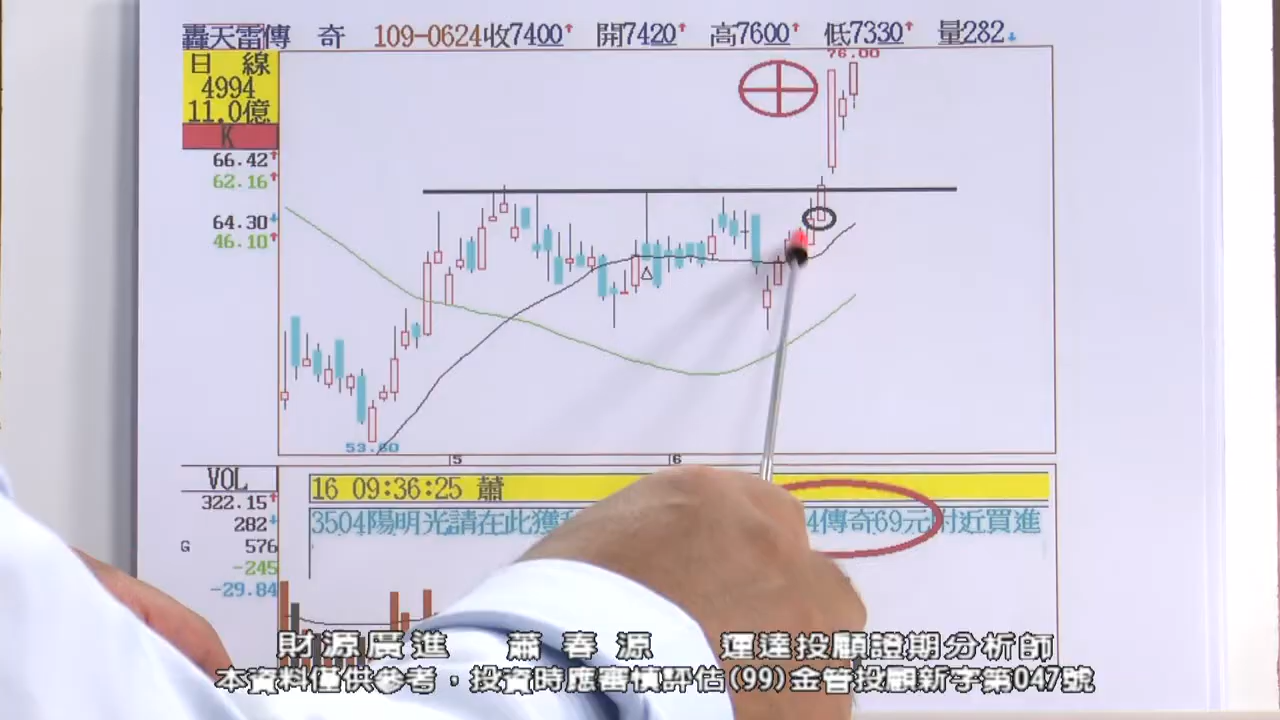 轟天雷傳 奇 109-0624收7400↑ 開7420↑ 高7600↑ 低7330↑ 量282↓
日 線
4994
11.0億
K
66.42↑
62.16↑
64.30↓
46.10↑
76.00
53.60
5 6
VOL
322.15↑
282↓
G 576
-245
-29.84
16 09:36:25 蕭
3504陽明光請在此獲
4傳奇69元附近買進
財源廣進 蕭春源 運達投顧證期分析師
本資料僅供參考，投資時應審慎評估(99)金管投顧新字第047號